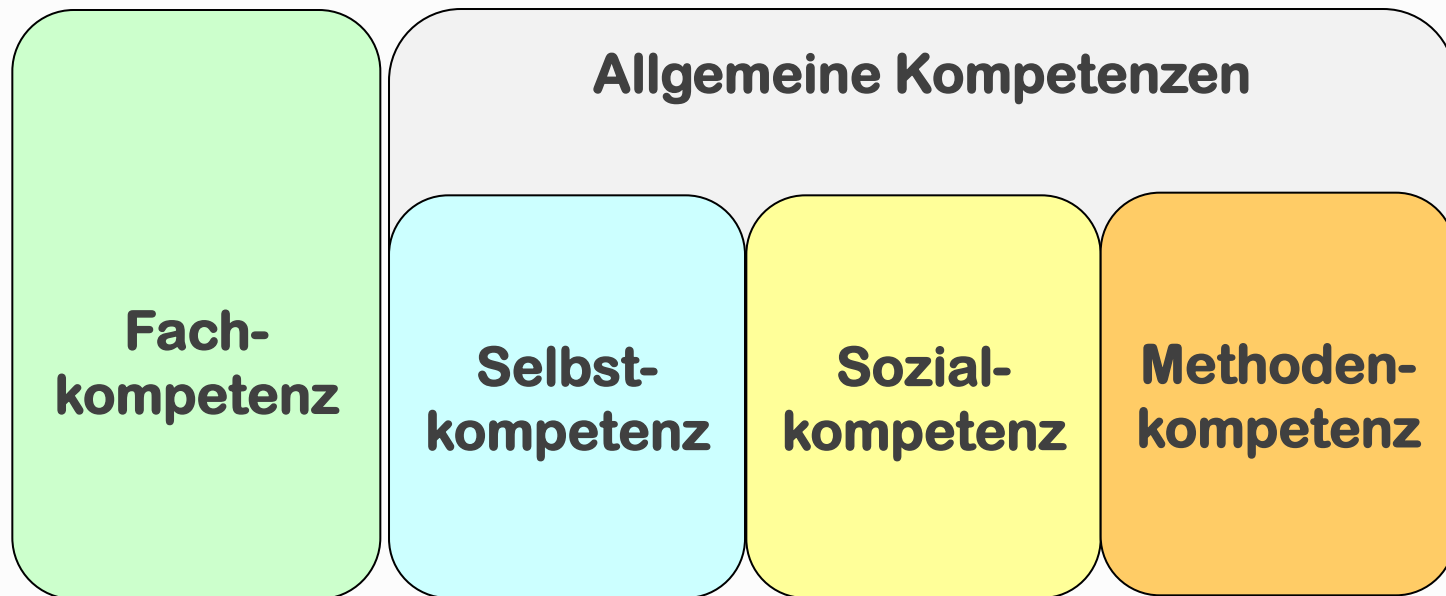 Allgemeine Kompetenzen
Fach-
kompetenz
Selbst-
kompetenz
Sozial-
kompetenz
Methoden-
kompetenz